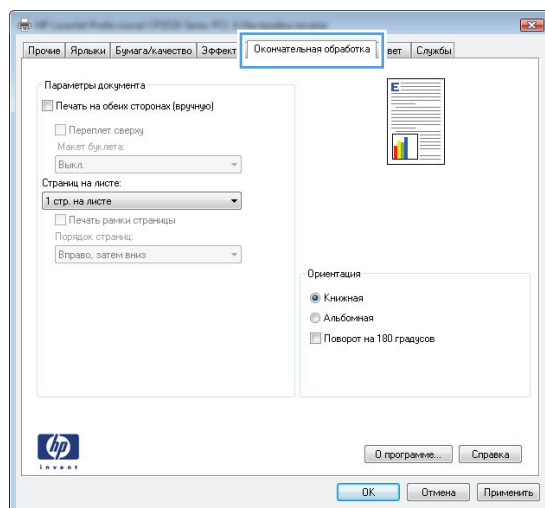 Прочие Ярлыки Бумага/качество Эффект Окончательная обработка вет Службы
Параметры документа
Печать на обеих сторонах (вручную)
Переплет сверху
Макет буклета:
Выкл.
Страниц на листе:
1 стр. на листе
Печать рамки страницы
Порядок страниц:
Вправо, затем вниз
E
Ориентация
Книжная
Альбомная
Поворот на 180 градусов
hp
invent
О программе... Справка
OK Отмена Применить